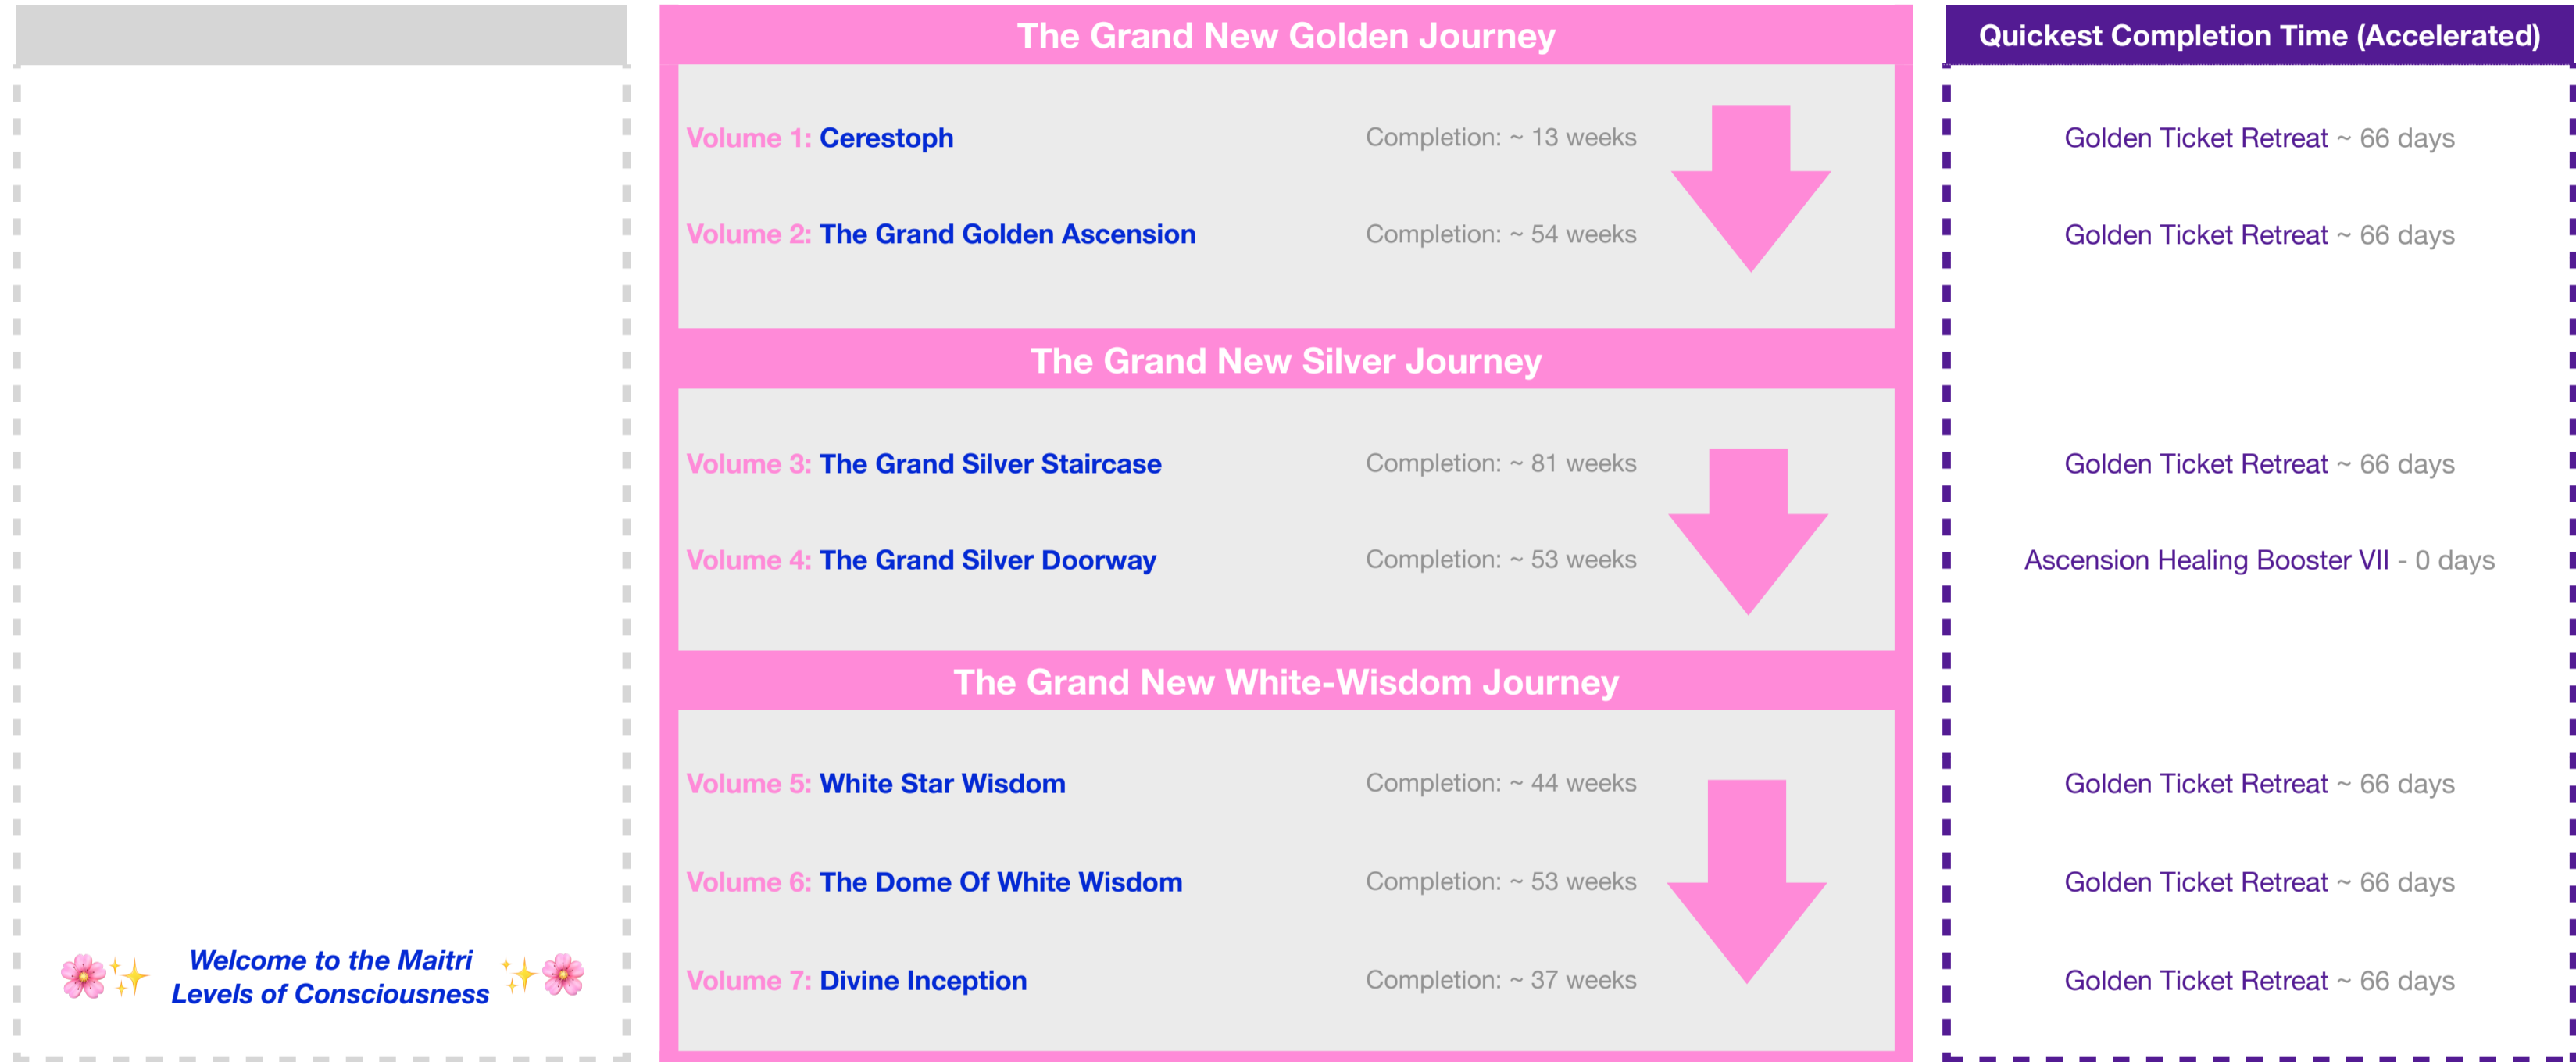 The Grand New Golden Journey
Quickest Completion Time (Accelerated)
Volume 1: Cerestoph Completion: ~ 13 weeks
Golden Ticket Retreat ~ 66 days
Volume 2: The Grand Golden Ascension Completion: ~ 54 weeks
Golden Ticket Retreat ~ 66 days
The Grand New Silver Journey
Volume 3: The Grand Silver Staircase Completion: ~ 81 weeks
Golden Ticket Retreat ~ 66 days
Volume 4: The Grand Silver Doorway Completion: ~ 53 weeks
Ascension Healing Booster VII - 0 days
The Grand New White-Wisdom Journey
Volume 5: White Star Wisdom Completion: ~ 44 weeks
Golden Ticket Retreat ~ 66 days
Volume 6: The Dome Of White Wisdom Completion: ~ 53 weeks
Golden Ticket Retreat ~ 66 days
Welcome to the Maitri
Levels of Consciousness
Volume 7: Divine Inception Completion: ~ 37 weeks
Golden Ticket Retreat ~ 66 days